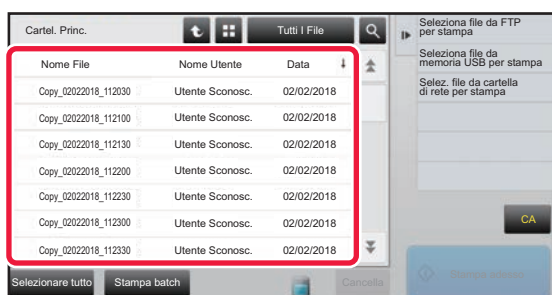 Cartel. Princ.
Tutti I File
Nome File Nome Utente Data
Copy_02022018_112030 Utente Sconosc. 02/02/2018
Copy_02022018_112100 Utente Sconosc. 02/02/2018
Copy_02022018_112130 Utente Sconosc. 02/02/2018
Copy_02022018_112200 Utente Sconosc. 02/02/2018
Copy_02022018_112230 Utente Sconosc. 02/02/2018
Copy_02022018_112300 Utente Sconosc. 02/02/2018
Copy_02022018_112330 Utente Sconosc. 02/02/2018
Selezionare tutto Stampa batch Cancella
Seleziona file da FTP
per stampa
Seleziona file da
memoria USB per stampa
Selez. file da cartella
di rete per stampa
CA